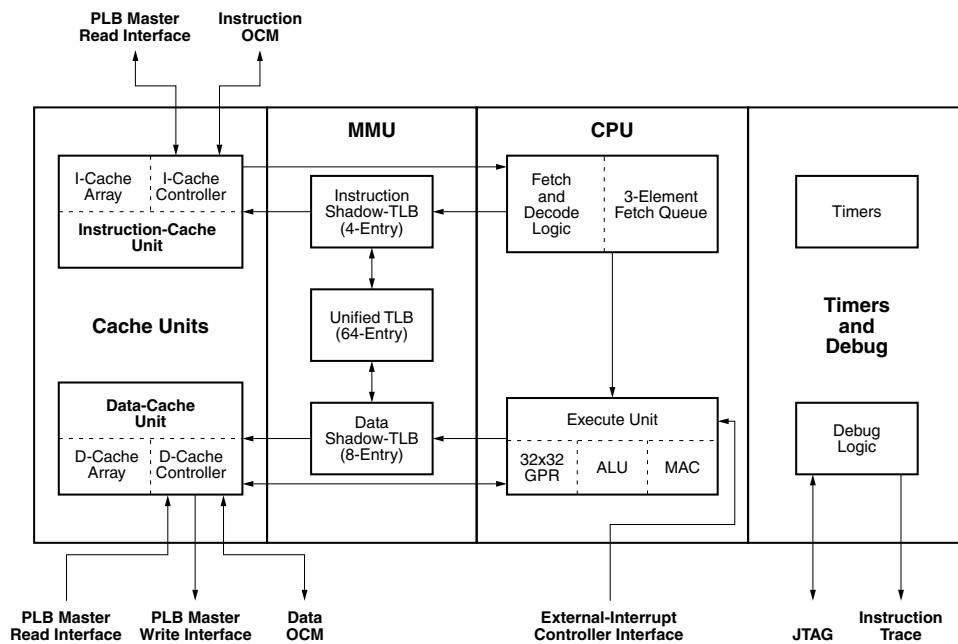 PLB Master
Read Interface
Instruction
OCM
MMU
CPU
I-Cache
Array
I-Cache
Controller
Instruction-Cache
Unit
Instruction
Shadow-TLB
(4-Entry)
Fetch
and
Decode
Logic
3-Element
Fetch Queue
Timers
Cache Units
Unified TLB
(64-Entry)
Timers
and
Debug
Data-Cache
Unit
D-Cache
Array
D-Cache
Controller
Data
Shadow-TLB
(8-Entry)
Execute Unit
32x32
GPR
ALU
MAC
Debug
Logic
PLB Master
Read Interface
PLB Master
Write Interface
Data
OCM
External-Interrupt
Controller Interface
JTAG
Instruction
Trace